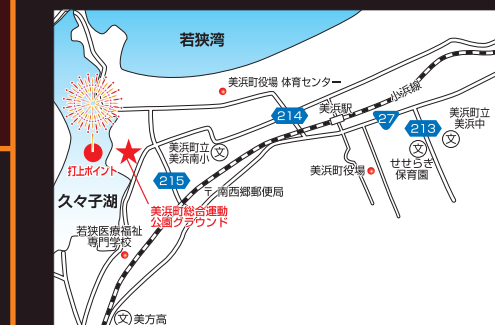 若狭湾
美浜町役場 体育センター
小浜線
美浜駅
214
27
213
美浜町立
美浜中
文
美浜町立
美浜南小
文
文
せせらぎ
保育園
打上ポイント
美浜町役場
215
〒南西郷郵便局
久々子湖
美浜町総合運動
公園グラウンド
若狭医療福祉
専門学校
文 美方高